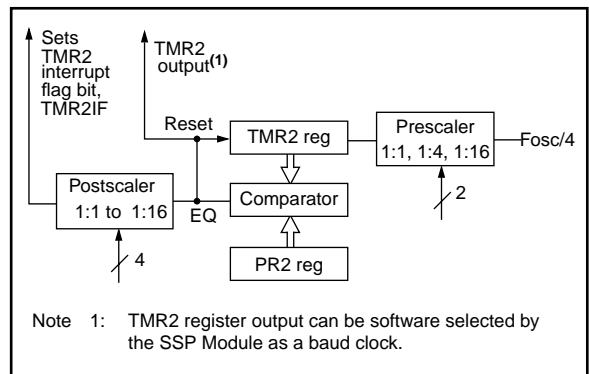 Sets
TMR2
interrupt
flag bit,
TMR2IF
TMR2
output(1)
Reset
TMR2 reg
Prescaler
1:1, 1:4, 1:16
Fosc/4
2
Postscaler
1:1 to 1:16
EQ
Comparator
4
PR2 reg
Note 1: TMR2 register output can be software selected by
the SSP Module as a baud clock.